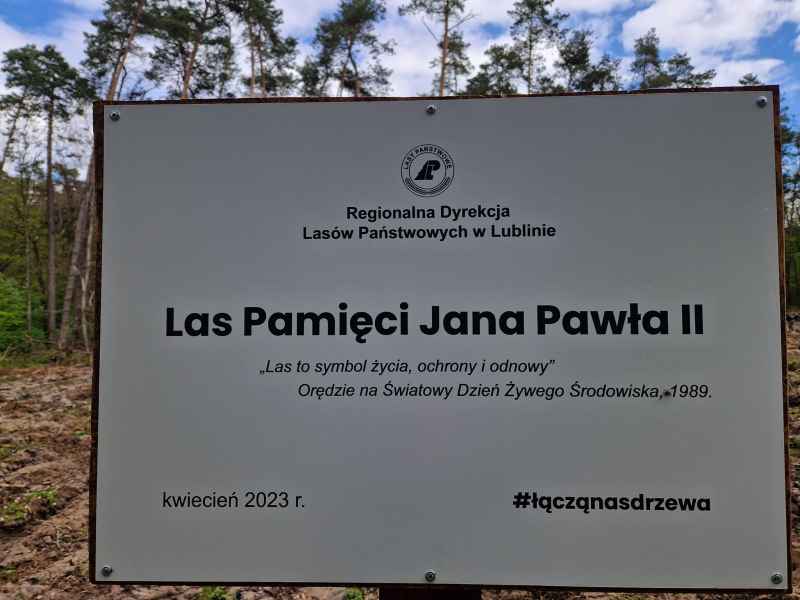 LASY PAŃSTWOWE
Regionalna Dyrekcja
Lasów Państwowych w Lublinie
Las Pamięci Jana Pawła II
„Las to symbol życia, ochrony i odnowy”
Orędzie na Światowy Dzień Żywego Środowiska, 1989.
kwiecień 2023 r.
#łącząnasdrzewa